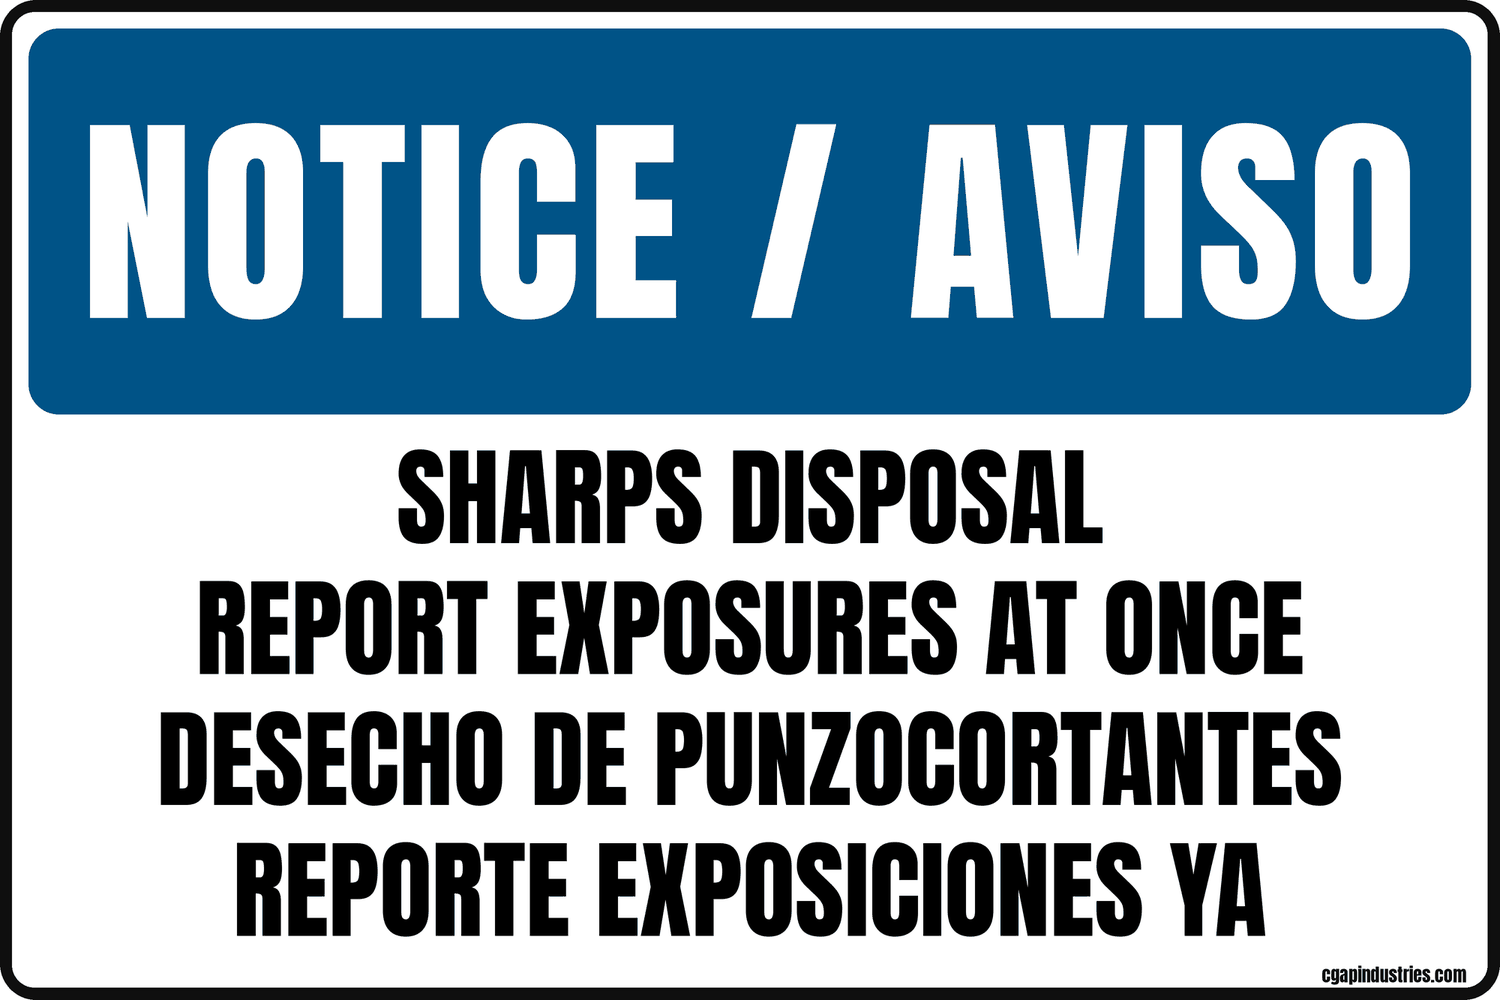 NOTICE / AVISO
SHARPS DISPOSAL
REPORT EXPOSURES AT ONCE
DESECHO DE PUNZOCORTANTES
REPORTE EXPOSICIONES YA
cgapindustries.com